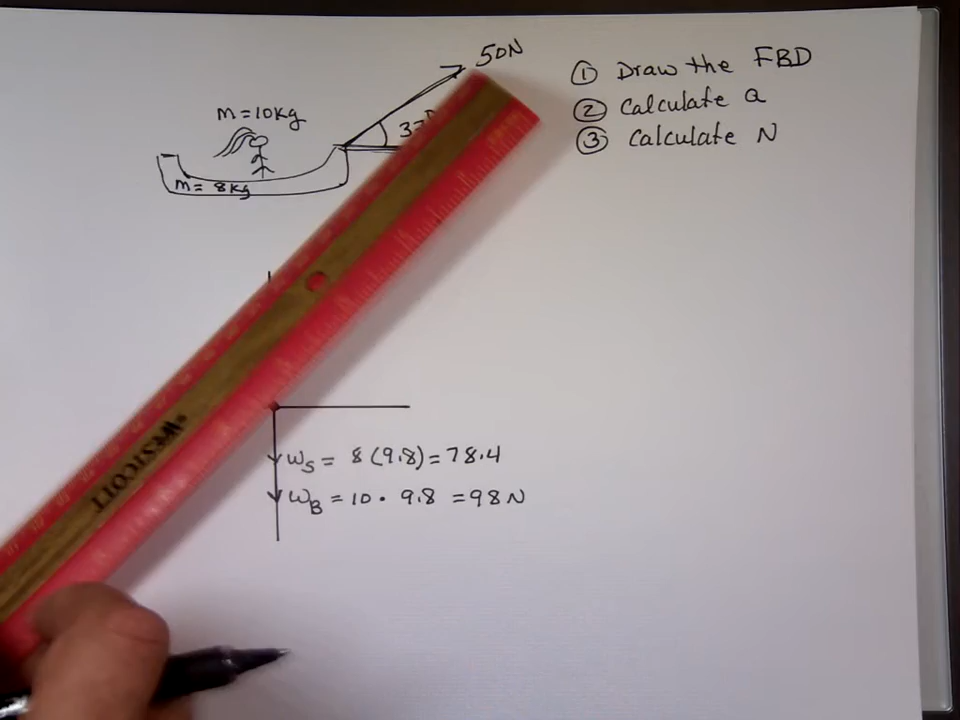 50N
① Draw the FBD
② Calculate a
③ Calculate N
m=10kg
m= 8kg
WESTCOTT
ws = 8(9.8)=78.4
wB = 10 · 9.8 =98N